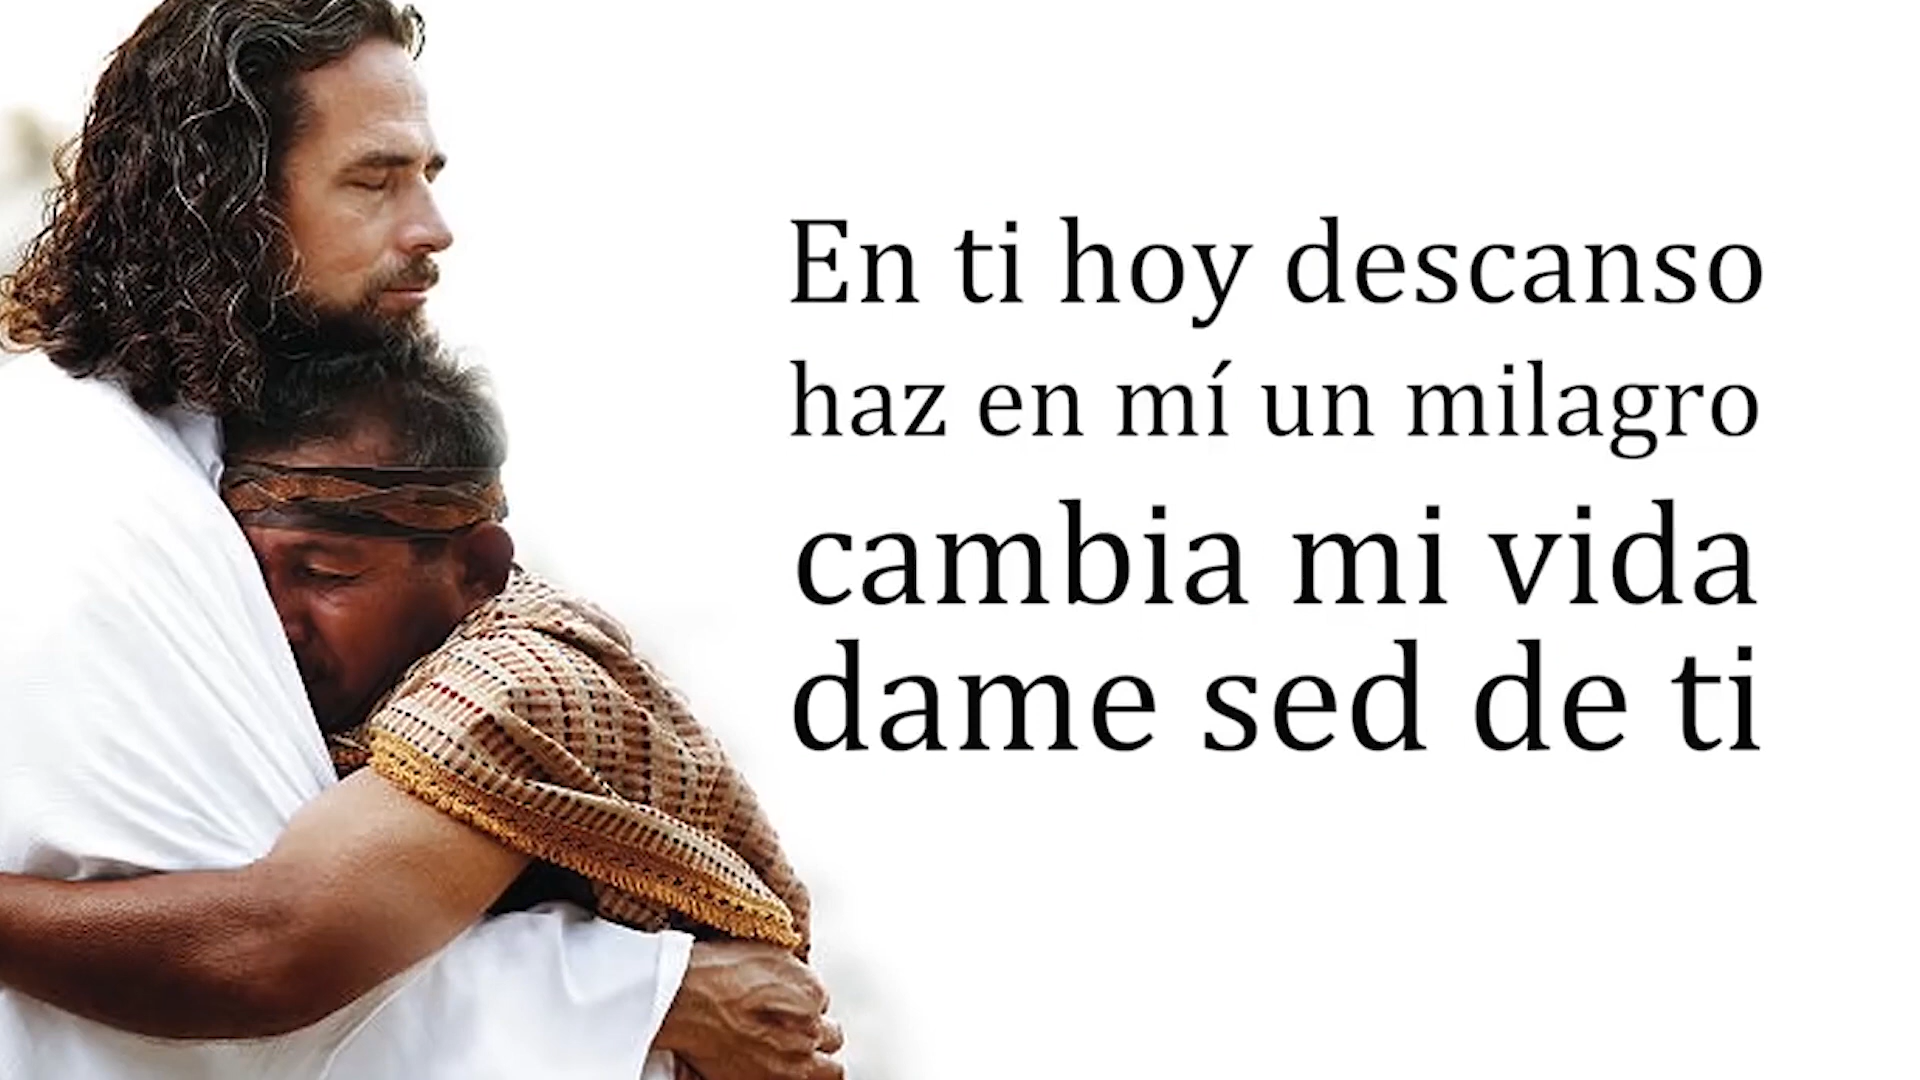 En ti hoy descanso
haz en mí un milagro
cambia mi vida
dame sed de ti